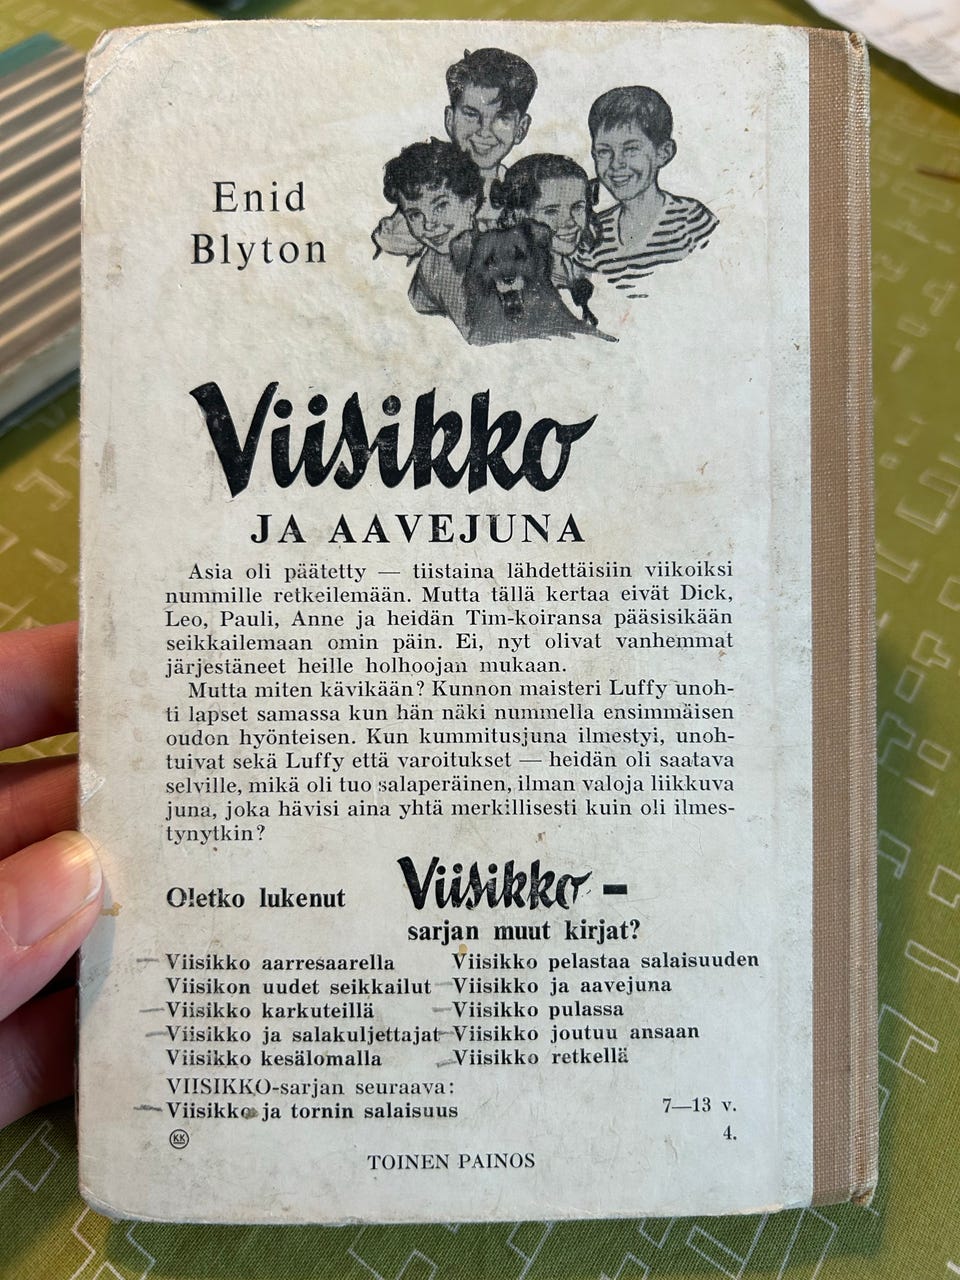 Enid
Blyton
Viisikko
JA AAVEJUNA
Asia oli päätetty — tiistaina lähdettäisiin viikoiksi
nummille retkeilemään. Mutta tällä kertaa eivät Dick,
Leo, Pauli, Anne ja heidän Tim-koiransa pääsisikään
seikkailemaan omin päin. Ei, nyt olivat vanhemmat
järjestäneet heille holhoojan mukaan.
Mutta miten kävikään? Kunnon maisteri Luffy unoh-
ti lapset samassa kun hän näki nummella ensimmäisen
oudon hyönteisen. Kun kummitusjuna ilmestyi, unoh-
tuivat sekä Luffy että varoitukset — heidän oli saatava
selville, mikä oli tuo salaperäinen, ilman valoja liikkuva
juna, joka hävisi aina yhtä merkillisesti kuin oli ilmes-
tynytkin?
Oletko lukenut Viisikko –
sarjan muut kirjat?
Viisikko aarresaarella
Viisikon uudet seikkailut
Viisikko karkuteillä
Viisikko ja salakuljettajat
Viisikko kesälomalla
Viisikko pelastaa salaisuuden
Viisikko ja aavejuna
Viisikko pulassa
Viisikko joutuu ansaan
Viisikko retkellä
VIISIKKO-sarjan seuraava:
Viisikko ja tornin salaisuus
7—13 v.
4.
KK
TOINEN PAINOS